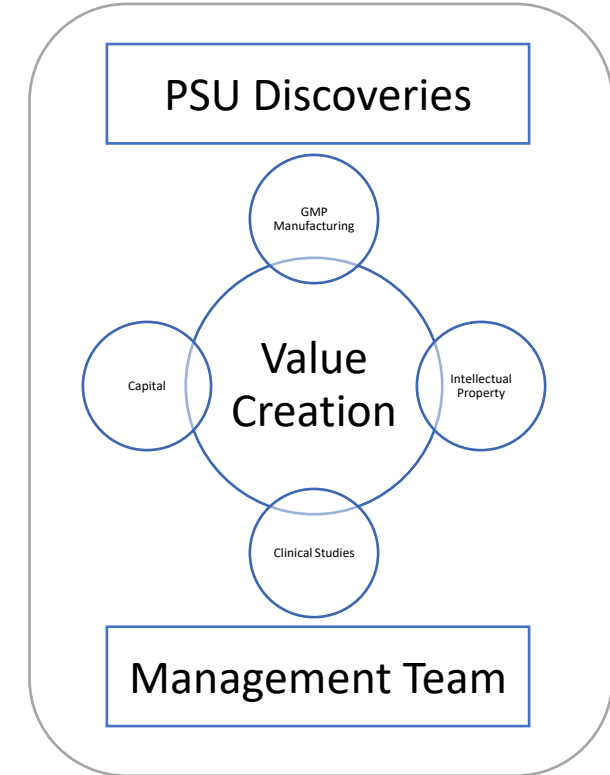 PSU Discoveries
GMP
Manufacturing
Value
Creation
Capital
Intellectual
Property
Clinical Studies
Management Team